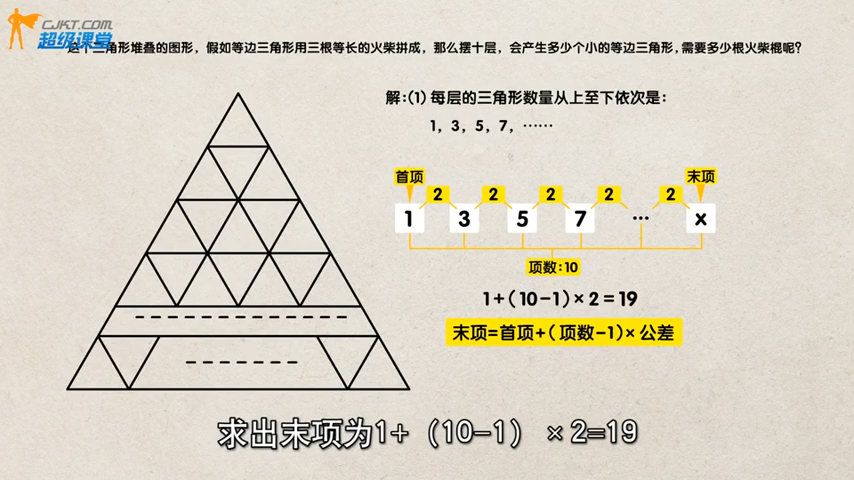 CJKT.COM
超级课堂
这个三角形堆叠的图形，假如等边三角形用三根等长的火柴拼成，那么摆十层，会产生多少个小的等边三角形，需要多少根火柴棍呢？
解：(1) 每层的三角形数量从上至下依次是：
1，3，5，7，……
首项 末项
2 2 2 2 2
1 3 5 7 … x
项数：10
1+(10-1)×2=19
末项=首项+(项数-1)×公差
求出末项为1+（10-1）×2=19